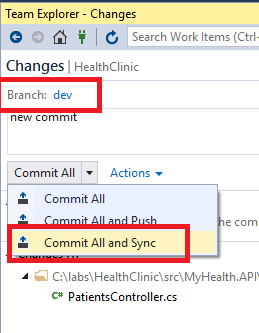 Team Explorer - Changes
Search Work Items (Ctrl+
Changes | HealthClinic
Branch: dev
new commit
Commit All Actions
Commit All
Commit All and Push
Commit All and Sync
the com
C:\labs\HealthClinic\src\MyHealth.API\
C# PatientsController.cs